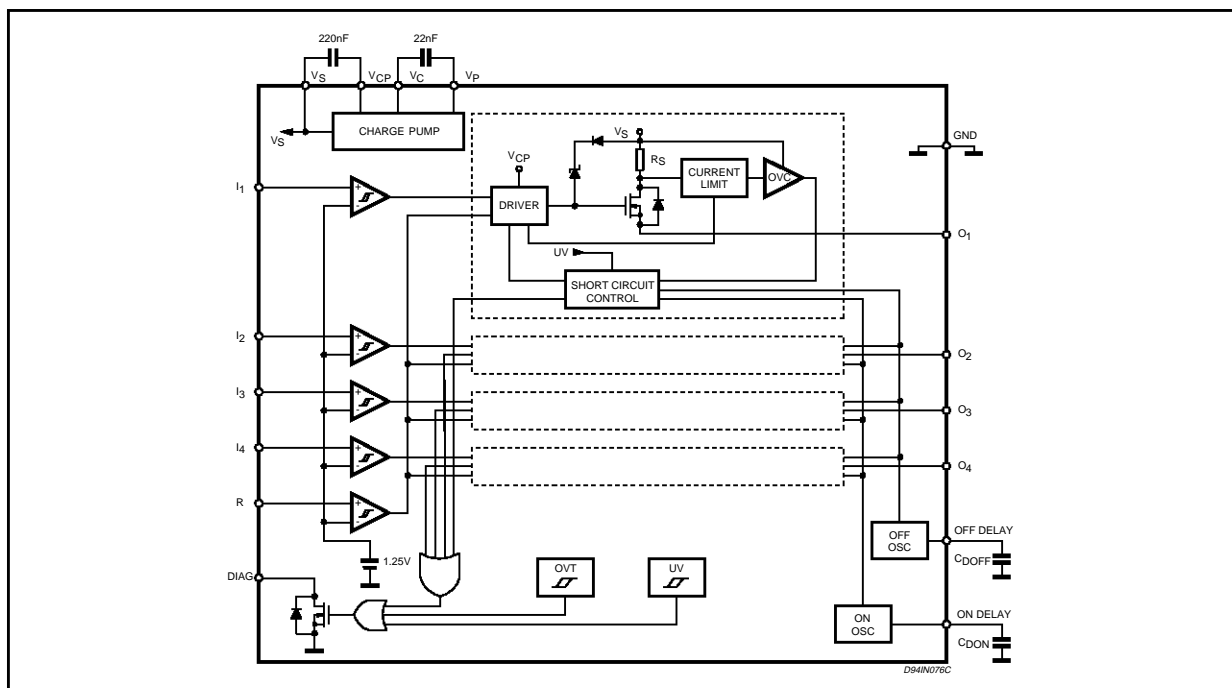 220nF 22nF
VS VCP VC VP
CHARGE PUMP
VS
VS
RS
VCP
CURRENT LIMIT
OVC
GND
I1
+
-
DRIVER
O1
UV
SHORT CIRCUIT CONTROL
I2
+
-
O2
I3
+
-
O3
I4
+
-
O4
R
+
-
OFF OSC
OFF DELAY
CDOFF
1.25V
DIAG
OVT
UV
ON OSC
ON DELAY
CDON
D94IN076C